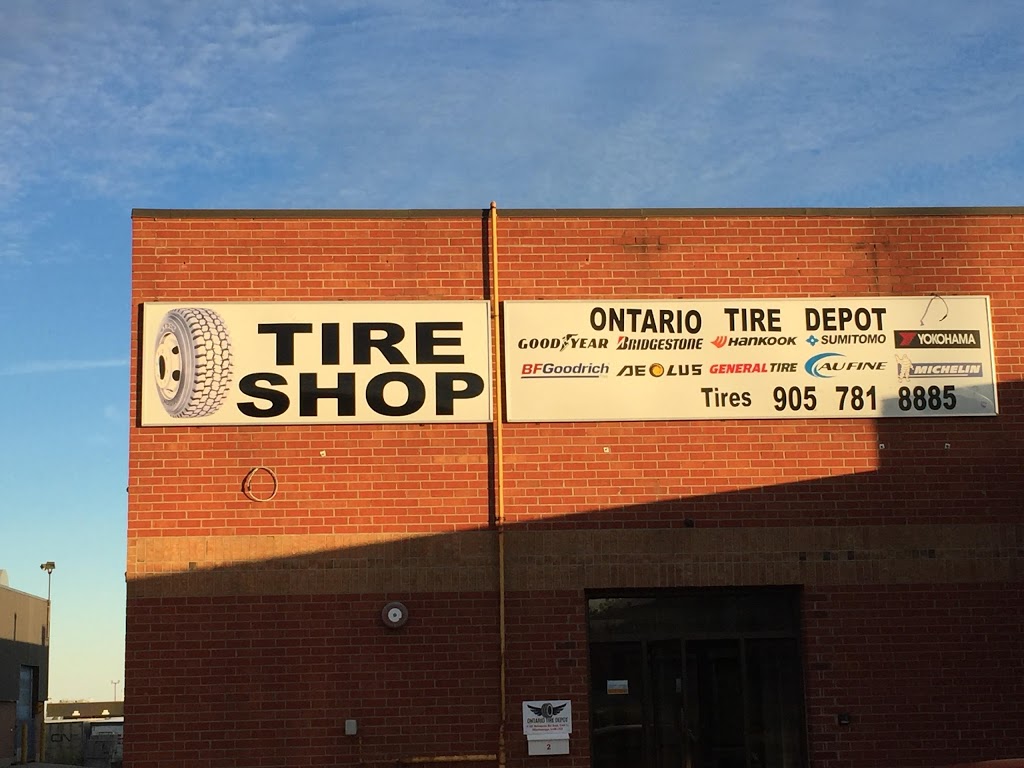 TIRE
SHOP
ONTARIO TIRE DEPOT
GOODYEAR BRIDGESTONE HANKOOK SUMITOMO YOKOHAMA
BFGoodrich AEOLUS GENERAL TIRE AUFINE MICHELIN
Tires 905 781 8885
ONTARIO TIRE DEPOT
2
CN